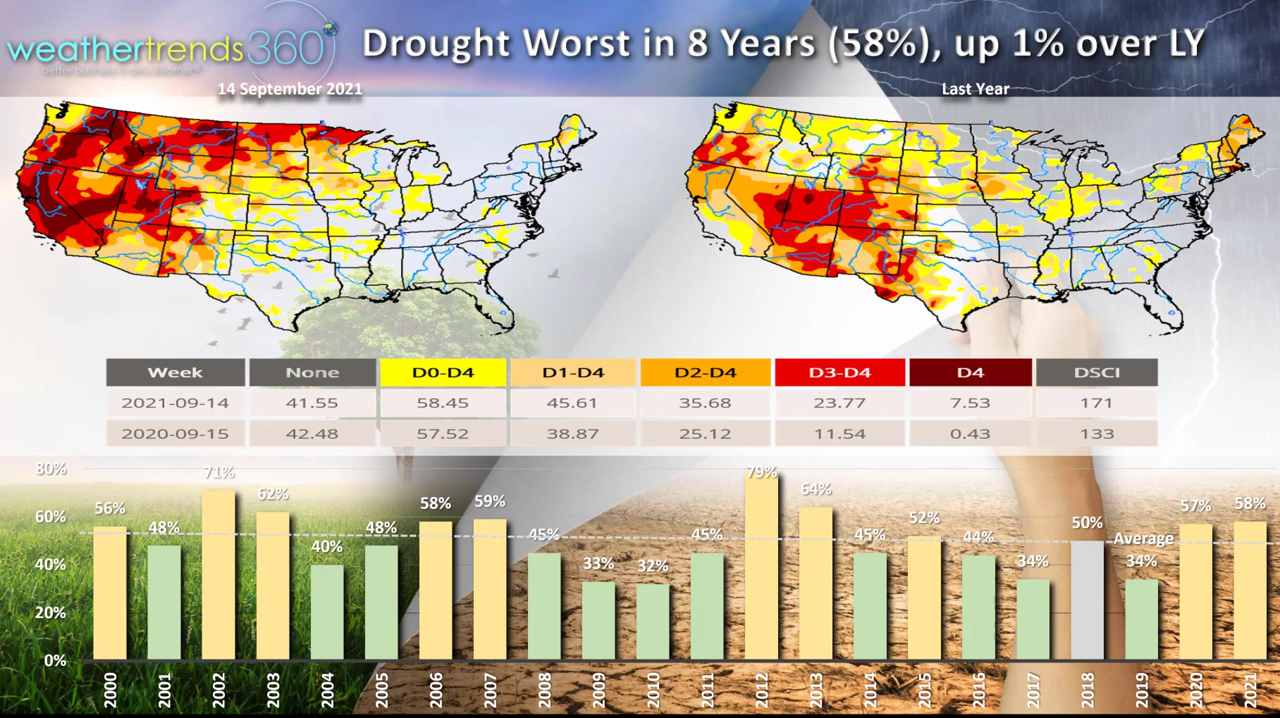 weathertrends360°
Drought Worst in 8 Years (58%), up 1% over LY
14 September 2021
Last Year
Week None D0-D4 D1-D4 D2-D4 D3-D4 D4 DSCI
2021-09-14 41.55 58.45 45.61 35.68 23.77 7.53 171
2020-09-15 42.48 57.52 38.87 25.12 11.54 0.43 133
80%
60%
40%
20%
0%
56% 48% 71% 62% 40% 48% 58% 59% 45% 33% 32% 45% 79% 64% 45% 52% 44% 34% 50% 34% 57% 58%
Average
2000 2001 2002 2003 2004 2005 2006 2007 2008 2009 2010 2011 2012 2013 2014 2015 2016 2017 2018 2019 2020 2021